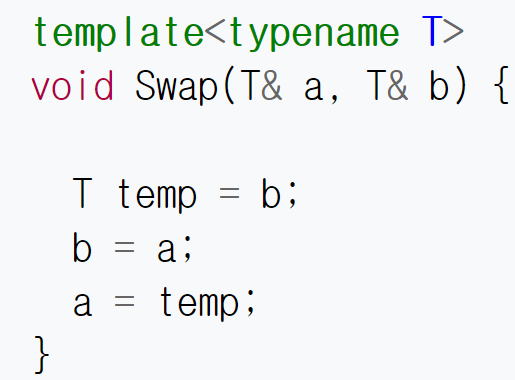 template<typename T>
void Swap(T& a, T& b) {
T temp = b;
b = a;
a = temp;
}